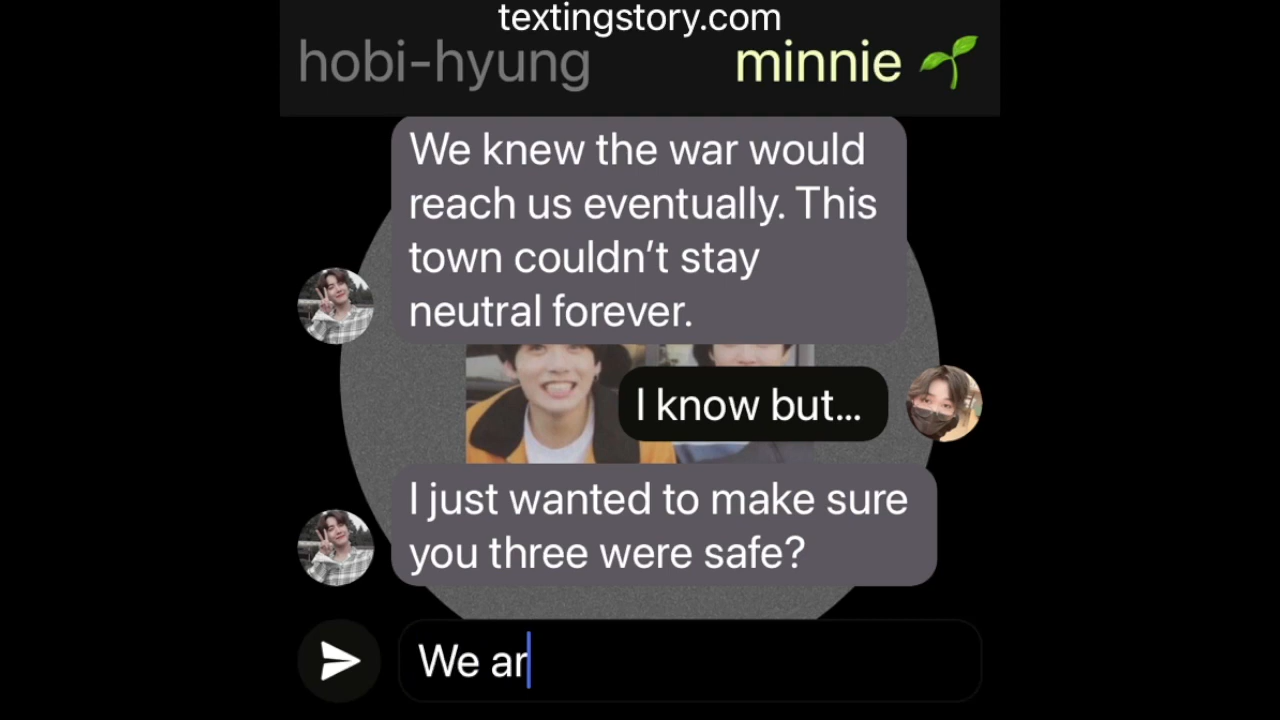 textingstory.com
hobi-hyung minnie 🌱
We knew the war would
reach us eventually. This
town couldn’t stay
neutral forever.
I know but...
I just wanted to make sure
you three were safe?
We ar